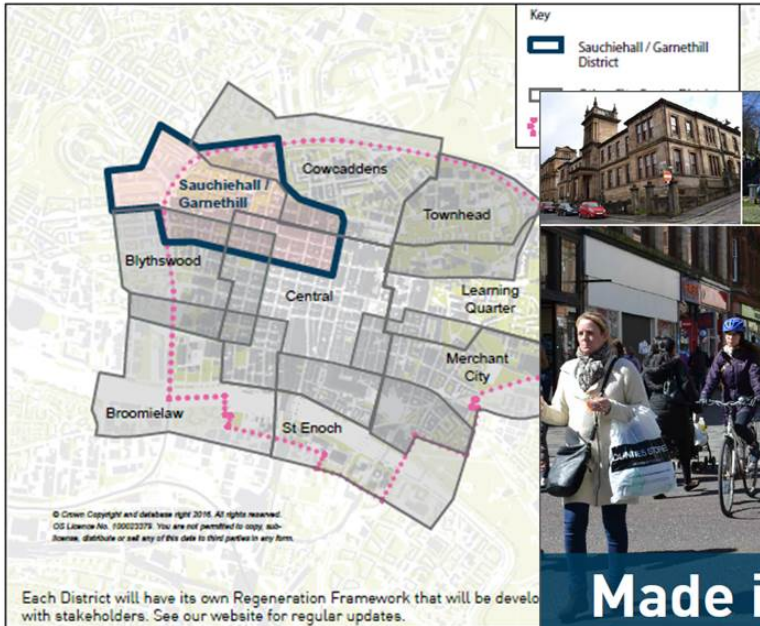 Key
Sauchiehall / Garnethill
District
Cowcaddens
Sauchiehall /
Garnethill
Townhead
Blythswood
Central
Learning
Quarter
Merchant
City
Broomielaw
St Enoch
© Crown Copyright and database right 2016. All rights reserved.
OS Licence No. 100023379. You are not permitted to copy, sub-
license, distribute or sell any of this data to third parties in any form.
Each District will have its own Regeneration Framework that will be develo
with stakeholders. See our website for regular updates.
DUNNES STORES
Made i